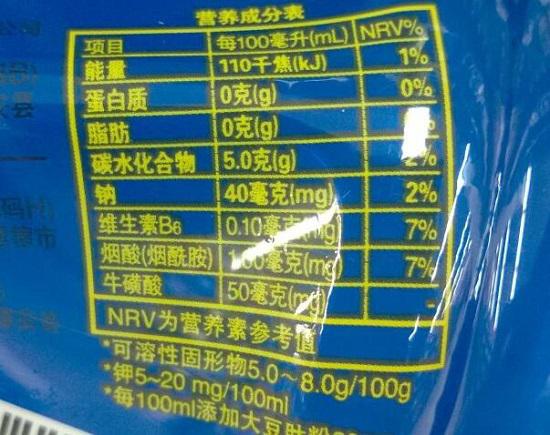 营养成分表
项目 每100毫升(mL) NRV%
能量 110千焦(kJ) 1%
蛋白质 0克(g) 0%
脂肪 0克(g)
碳水化合物 5.0克(g) 2%
钠 40毫克(mg) 2%
维生素B6 0.10毫克(mg) 7%
烟酸(烟酰胺) 1.00毫克(mg) 7%
牛磺酸 50毫克(mg) -
NRV为营养素参考值
*可溶性固形物5.0~8.0g/100g
*钾5~20 mg/100ml
*每100ml添加大豆肽粉